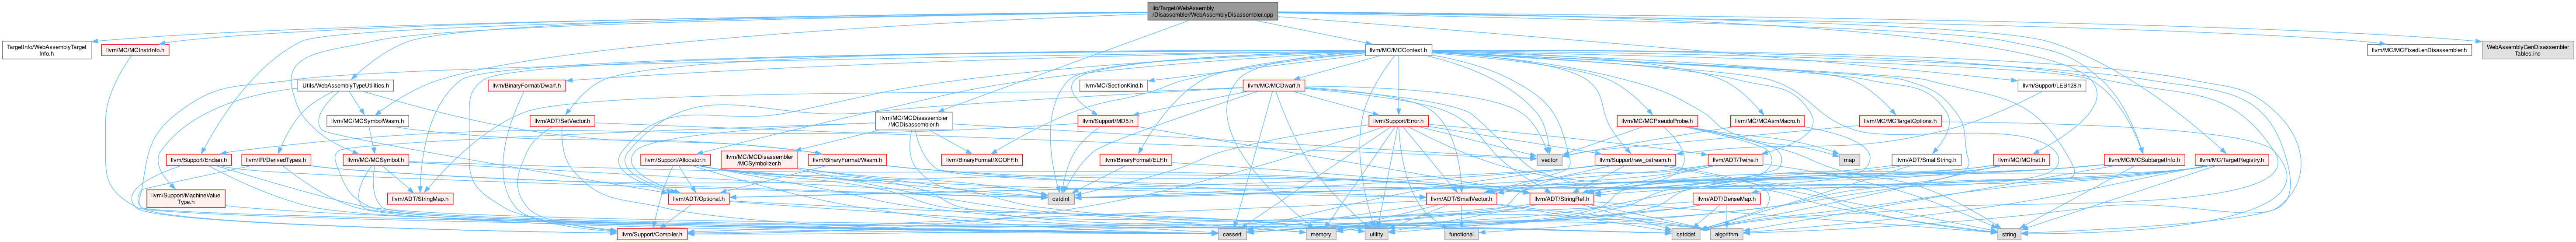 lib/Target/WebAssembly
/Disassembler/WebAssemblyDisassembler.cpp
TargetInfo/WebAssemblyTarget
Info.h
llvm/MC/MCInstrInfo.h
llvm/MC/MCContext.h
llvm/MC/MCFixedLenDisassembler.h
WebAssemblyGenDisassembler
Tables.inc
Utils/WebAssemblyTypeUtilities.h
llvm/BinaryFormat/Dwarf.h
llvm/MC/SectionKind.h
llvm/MC/MCDwarf.h
llvm/Support/LEB128.h
llvm/MC/MCSymbolWasm.h
llvm/ADT/SetVector.h
llvm/MC/MCDisassembler
/MCDisassembler.h
llvm/Support/MD5.h
llvm/Support/Error.h
llvm/MC/MCPseudoProbe.h
llvm/MC/MCAsmMacro.h
llvm/MC/MCTargetOptions.h
llvm/Support/Endian.h
llvm/IR/DerivedTypes.h
llvm/MC/MCSymbol.h
llvm/Support/Allocator.h
llvm/MC/MCDisassembler
/MCSymbolizer.h
llvm/BinaryFormat/Wasm.h
llvm/BinaryFormat/XCOFF.h
llvm/BinaryFormat/ELF.h
vector
llvm/Support/raw_ostream.h
llvm/ADT/Twine.h
map
llvm/ADT/SmallString.h
llvm/MC/MCInst.h
llvm/MC/MCSubtargetInfo.h
llvm/MC/TargetRegistry.h
llvm/Support/MachineValue
Type.h
llvm/ADT/StringMap.h
llvm/ADT/Optional.h
cstdint
llvm/ADT/SmallVector.h
llvm/ADT/StringRef.h
llvm/ADT/DenseMap.h
llvm/Support/Compiler.h
cassert
memory
utility
functional
cstddef
algorithm
string